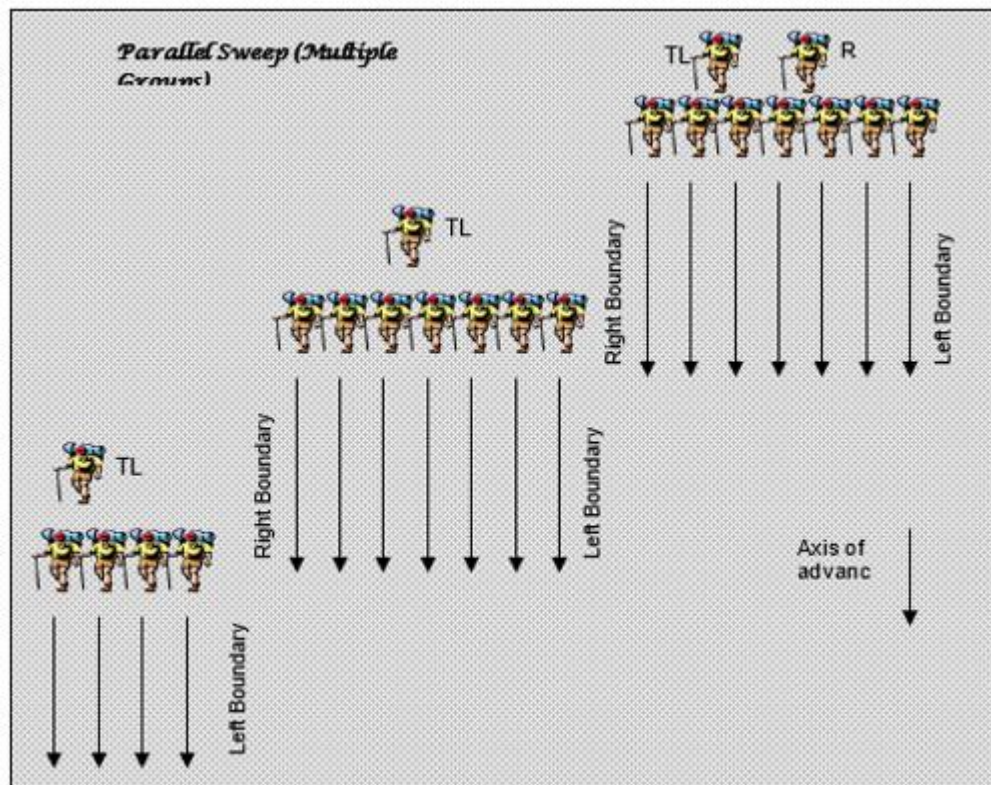 Parallel Sweep (Multiple
Groups)
TL
R
TL
Right Boundary
Left Boundary
TL
Right Boundary
Left Boundary
Axis of
advanc
Left Boundary